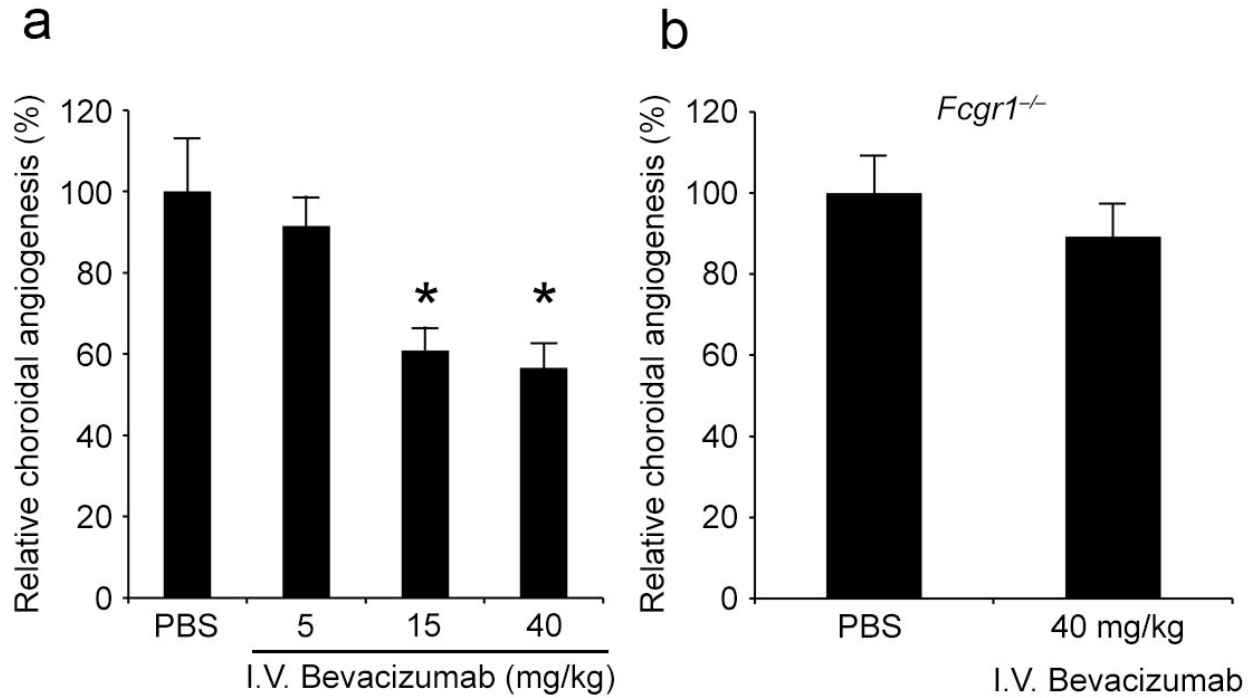 a
Relative choroidal angiogenesis (%)
120
100
80
60
40
20
0
*
*
PBS
5
15
40
I.V. Bevacizumab (mg/kg)
b
Relative choroidal angiogenesis (%)
Fcgr1–/–
120
100
80
60
40
20
0
PBS
40 mg/kg
I.V. Bevacizumab